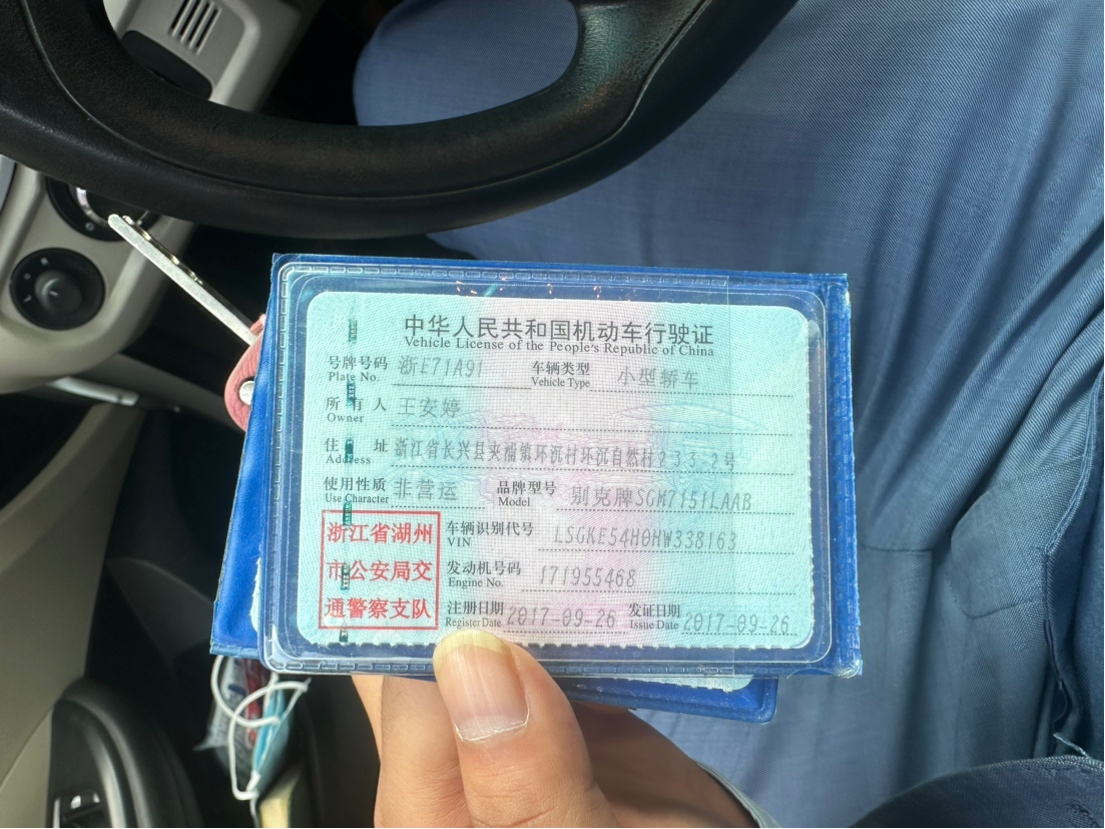 中华人民共和国机动车行驶证
Vehicle License of the People's Republic of China
号牌号码 浙E71A91 车辆类型 小型轿车
Plate No. Vehicle Type
所有人 王安婷
Owner
住址 浙江省长兴县夹浦镇环沉村环沉自然村233-2号
Address
使用性质 非营运 品牌型号 别克牌SGM7151LAAB
Use Character Model
浙江省湖州
市公安局交
通警察支队
车辆识别代号 LSGKE54H0HW338163
VIN
发动机号码 171955468
Engine No.
注册日期 2017-09-26 发证日期 2017-09-26
Register Date Issue Date